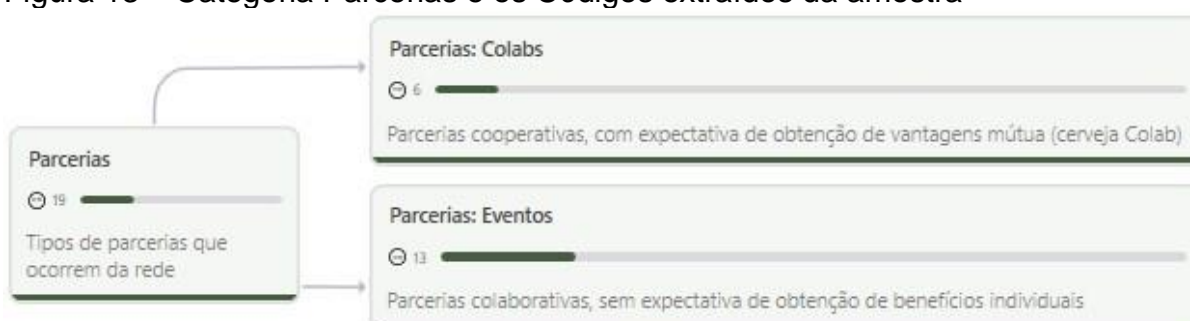 Figura 18 – Categoria Parcerias e os Códigos extraídos da amostra
Parcerias: Colabs
6
Parcerias cooperativas, com expectativa de obtenção de vantagens mútua (cerveja Colab)
Parcerias
19
Tipos de parcerias que
ocorrem da rede
Parcerias: Eventos
13
Parcerias colaborativas, sem expectativa de obtenção de benefícios individuais